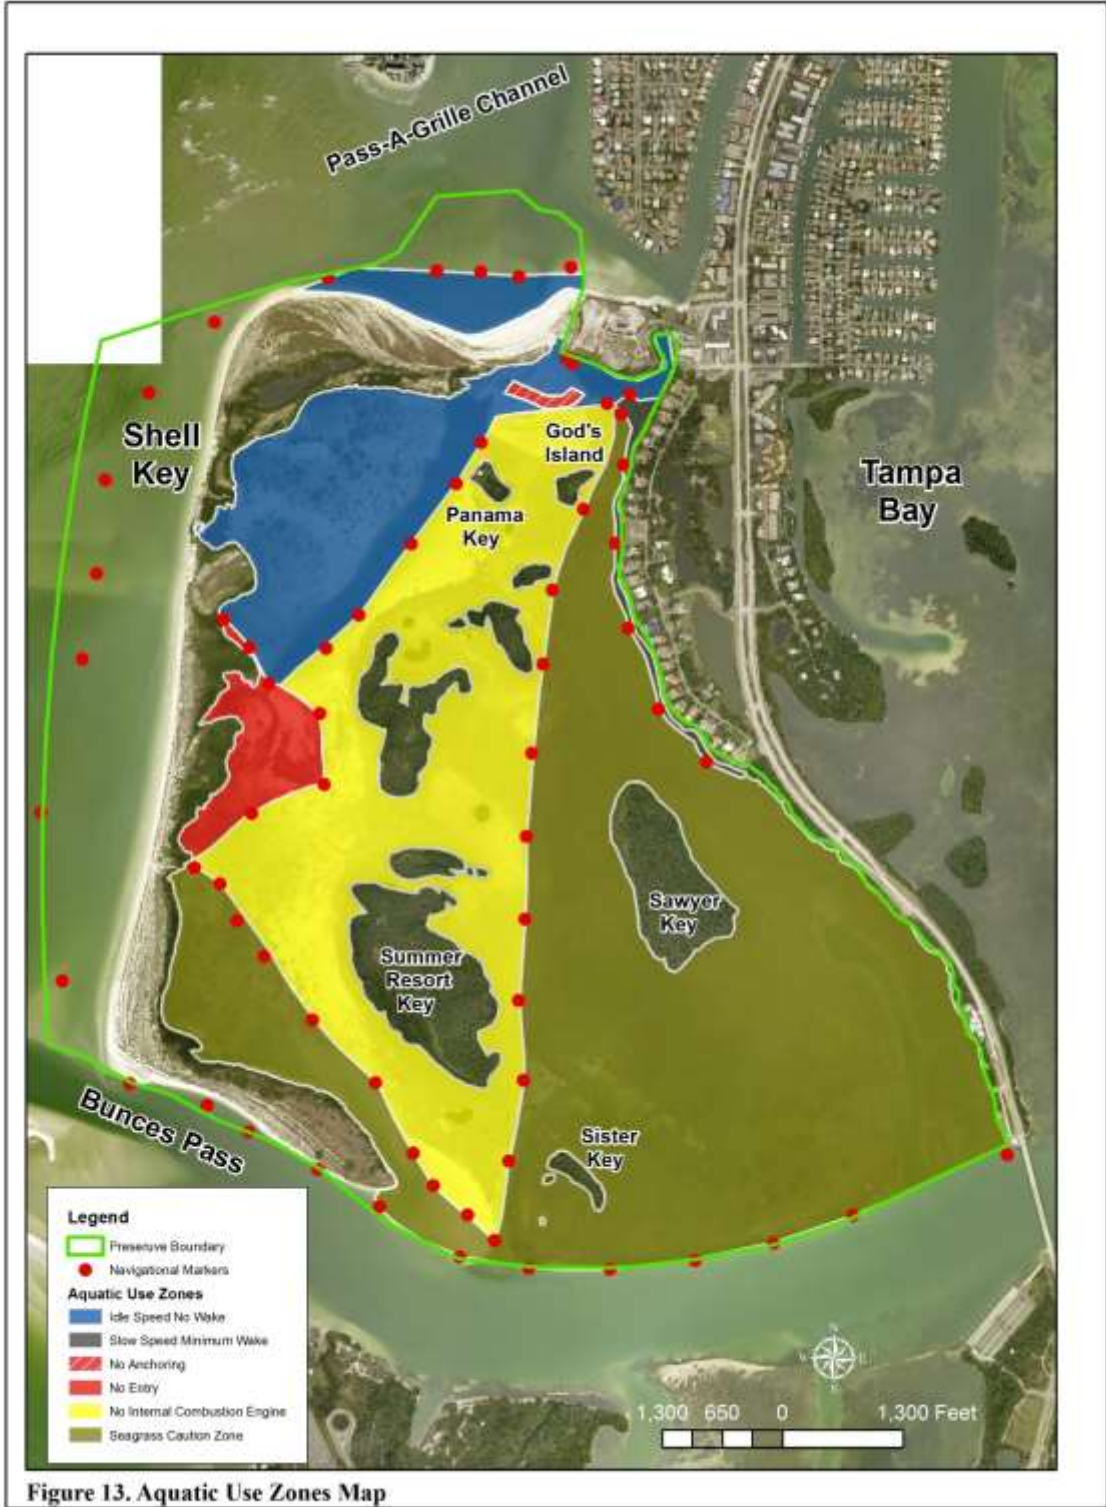 Pass-A-Grille Channel
Shell
Key
God's
Island
Tampa
Bay
Panama
Key
Sawyer
Key
Summer
Resort
Key
Sister
Key
Bunces Pass
Legend
Preseruve Boundary
Navigational Markers
Aquatic Use Zones
Idle Speed No Wake
Slow Speed Minimum Wake
No Anchoring
No Entry
No Internal Combustion Engine
Seagrass Caution Zone
N
W E
S
1,300 650 0 1,300 Feet
Figure 13. Aquatic Use Zones Map